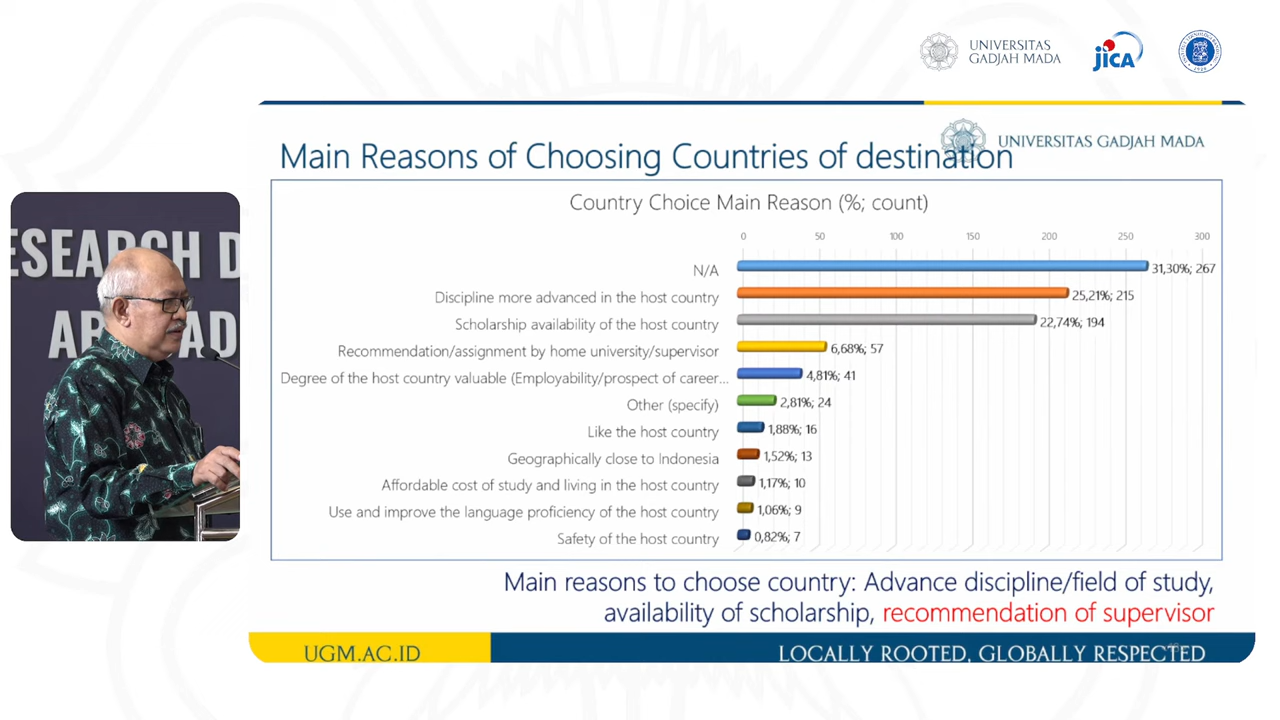 UNIVERSITAS
GADJAH MADA
JICA
UNIVERSITAS GADJAH MADA
Main Reasons of Choosing Countries of destination
Country Choice Main Reason (%; count)
0 50 100 150 200 250 300
N/A 31,30%; 267
Discipline more advanced in the host country 25,21%; 215
Scholarship availability of the host country 22,74%; 194
Recommendation/assignment by home university/supervisor 6,68%; 57
Degree of the host country valuable (Employability/prospect of career... 4,81%; 41
Other (specify) 2,81%; 24
Like the host country 1,88%; 16
Geographically close to Indonesia 1,52%; 13
Affordable cost of study and living in the host country 1,17%; 10
Use and improve the language proficiency of the host country 1,06%; 9
Safety of the host country 0,82%; 7
Main reasons to choose country: Advance discipline/field of study,
availability of scholarship, recommendation of supervisor
UGM.AC.ID
LOCALLY ROOTED, GLOBALLY RESPECTED
ESEARCH D
AB AD